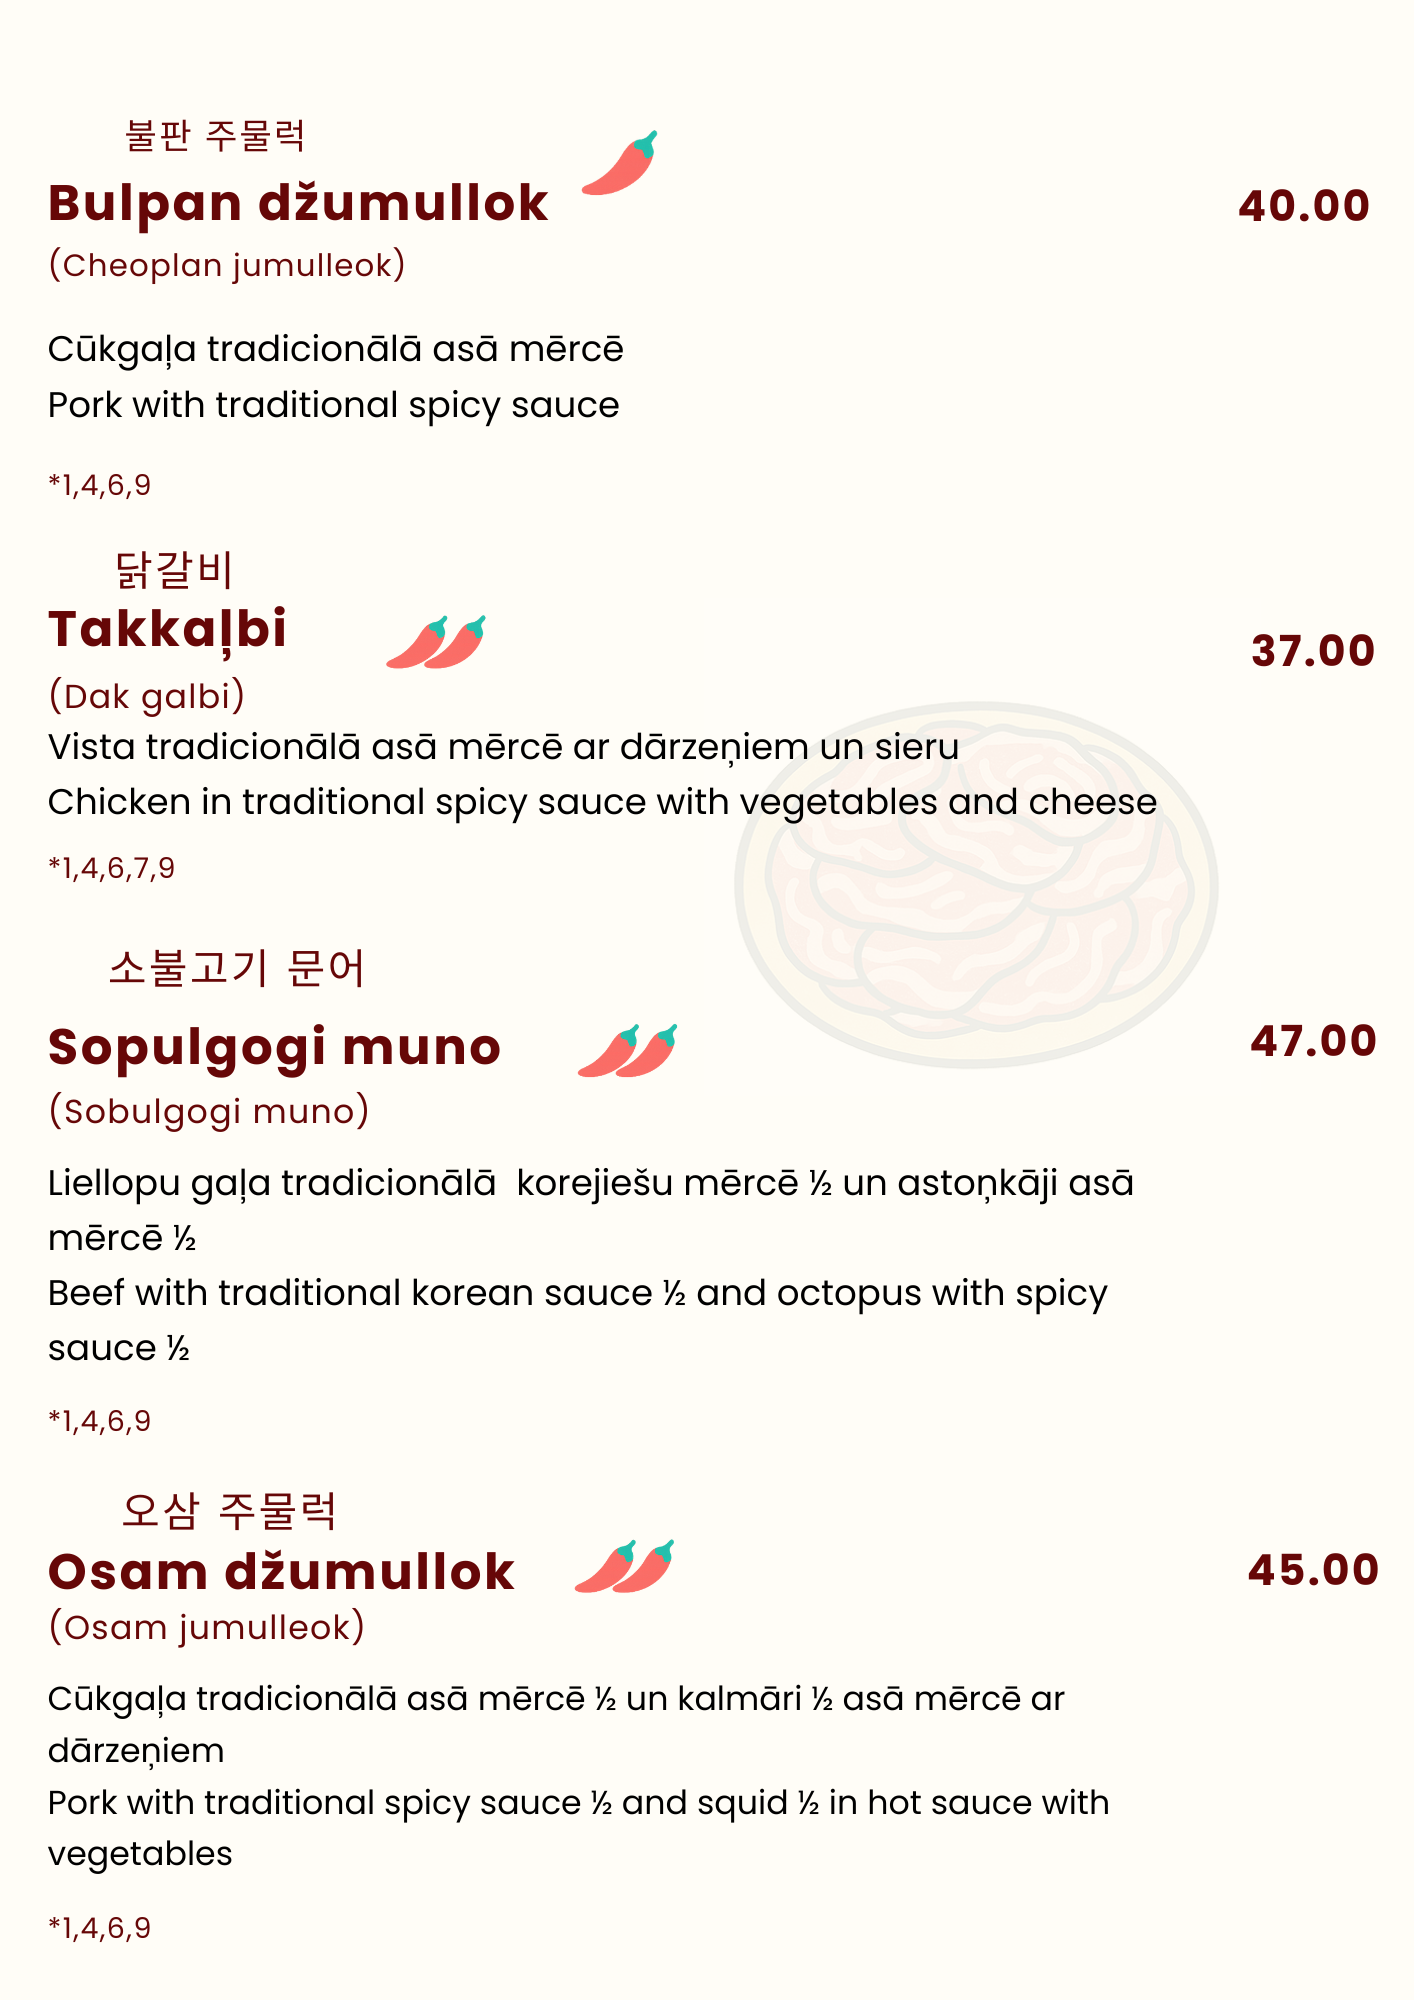 불판 주물럭
Bulpan džumullok
40.00
(Cheoplan jumulleok)
Cūkgaļa tradicionālā asā mērcē
Pork with traditional spicy sauce
*1,4,6,9
닭갈비
Takkaļbi
37.00
(Dak galbi)
Vista tradicionālā asā mērcē ar dārzeņiem un sieru
Chicken in traditional spicy sauce with vegetables and cheese
*1,4,6,7,9
소불고기 문어
Sopulgogi muno
47.00
(Sobulgogi muno)
Liellopu gaļa tradicionālā  korejiešu mērcē ½ un astoņkāji asā
mērcē ½
Beef with traditional korean sauce ½ and octopus with spicy
sauce ½
*1,4,6,9
오삼 주물럭
Osam džumullok
45.00
(Osam jumulleok)
Cūkgaļa tradicionālā asā mērcē ½ un kalmāri ½ asā mērcē ar
dārzeņiem
Pork with traditional spicy sauce ½ and squid ½ in hot sauce with
vegetables
*1,4,6,9